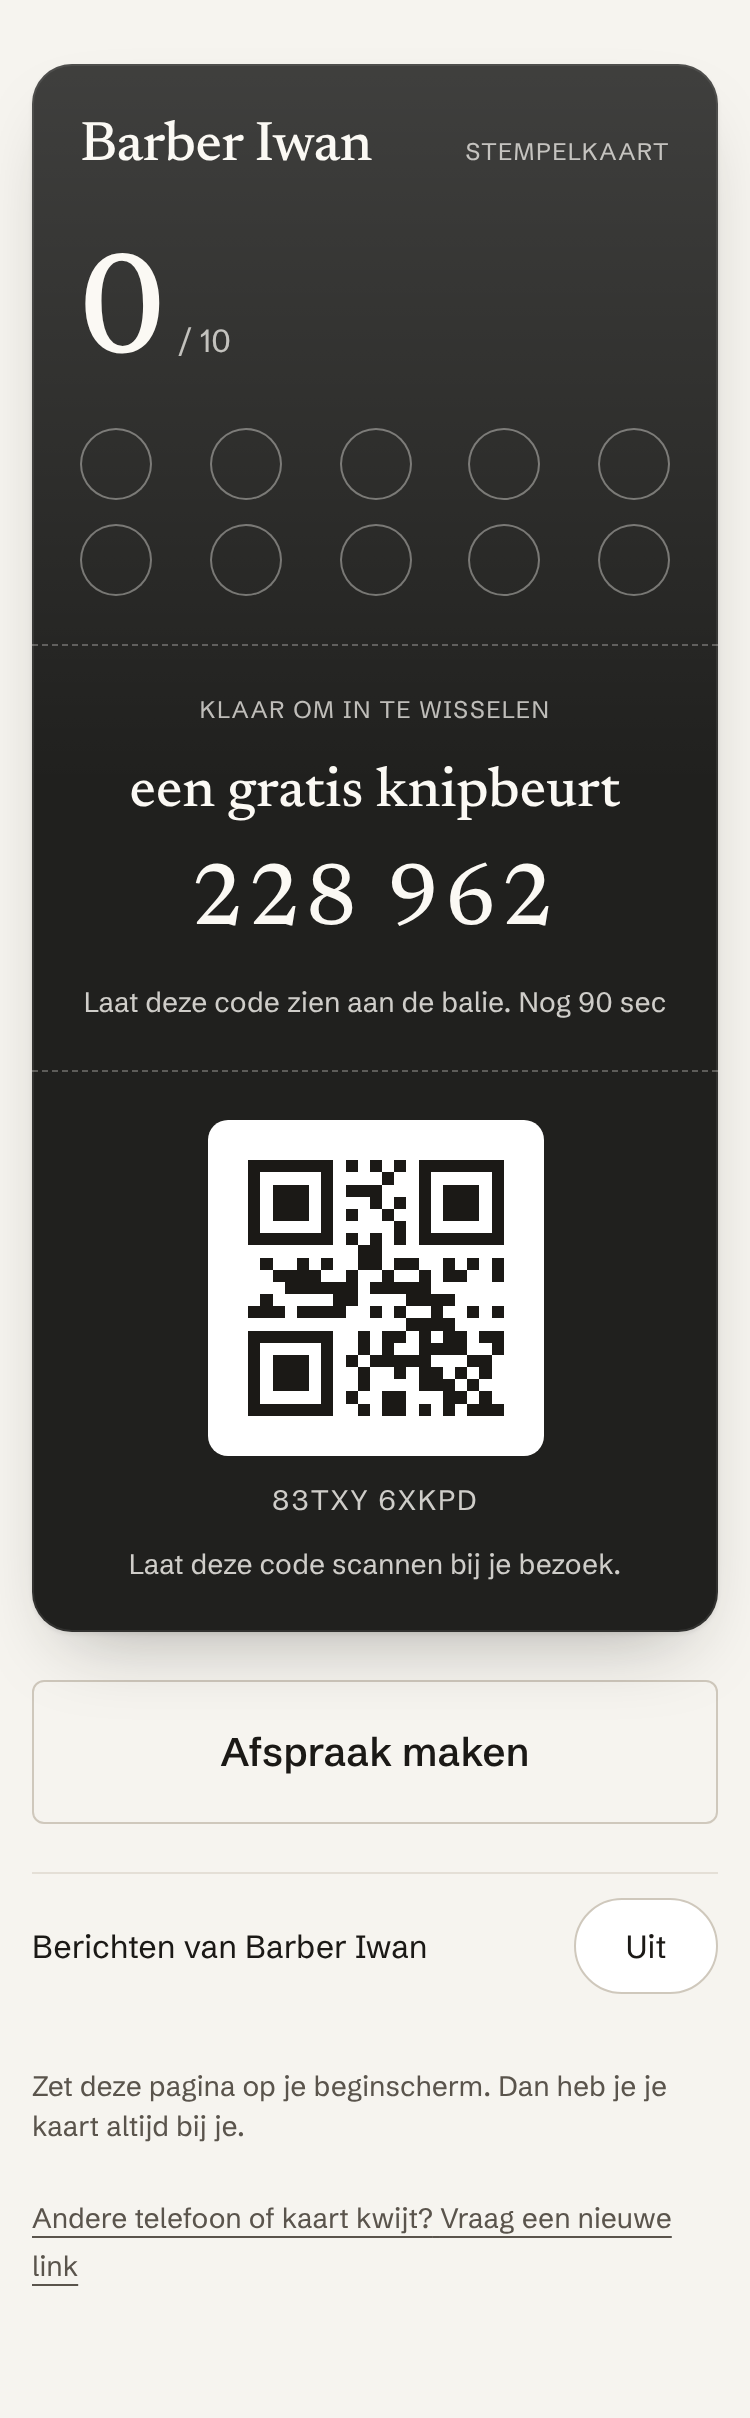 Barber Iwan
STEMPELKAART
0 / 10
KLAAR OM IN TE WISSELEN
een gratis knipbeurt
228 962
Laat deze code zien aan de balie. Nog 90 sec
83TXY 6XKPD
Laat deze code scannen bij je bezoek.
Afspraak maken
Berichten van Barber Iwan
Uit
Zet deze pagina op je beginscherm. Dan heb je je
kaart altijd bij je.
Andere telefoon of kaart kwijt? Vraag een nieuwe
link